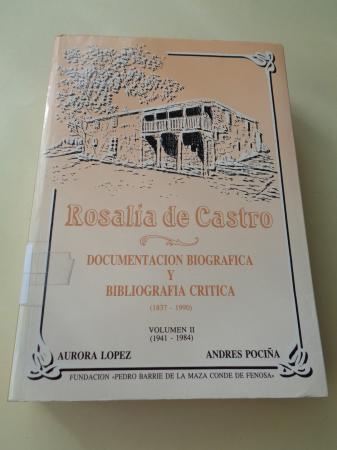 Rosalía de Castro
DOCUMENTACION BIOGRAFICA
Y
BIBLIOGRAFIA CRITICA
(1837 - 1990)
VOLUMEN II
(1941 - 1984)
AURORA LOPEZ ANDRES POCIÑA
FUNDACION «PEDRO BARRIE DE LA MAZA CONDE DE FENOSA»